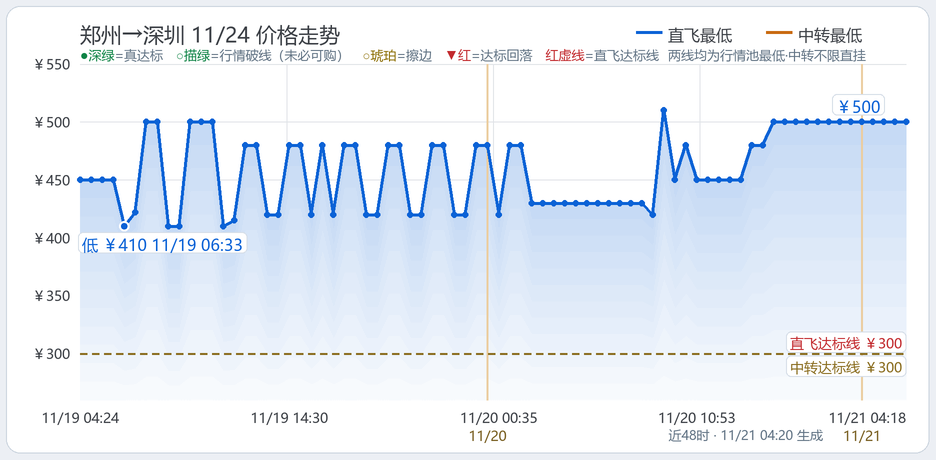 郑州→深圳 11/24 价格走势
直飞最低 中转最低
●深绿=真达标 ○描绿=行情破线（未必可购） ○琥珀=擦边 ▼红=达标回落 红虚线=直飞达标线 两线均为行情池最低·中转不限直挂
￥550
￥500
￥500
￥450
￥400
低 ￥410 11/19 06:33
￥350
￥300
直飞达标线 ￥300
中转达标线 ￥300
11/19 04:24 11/19 14:30 11/20 00:35 11/20 10:53 11/21 04:18
11/20 近48时 · 11/21 04:20 生成 11/21